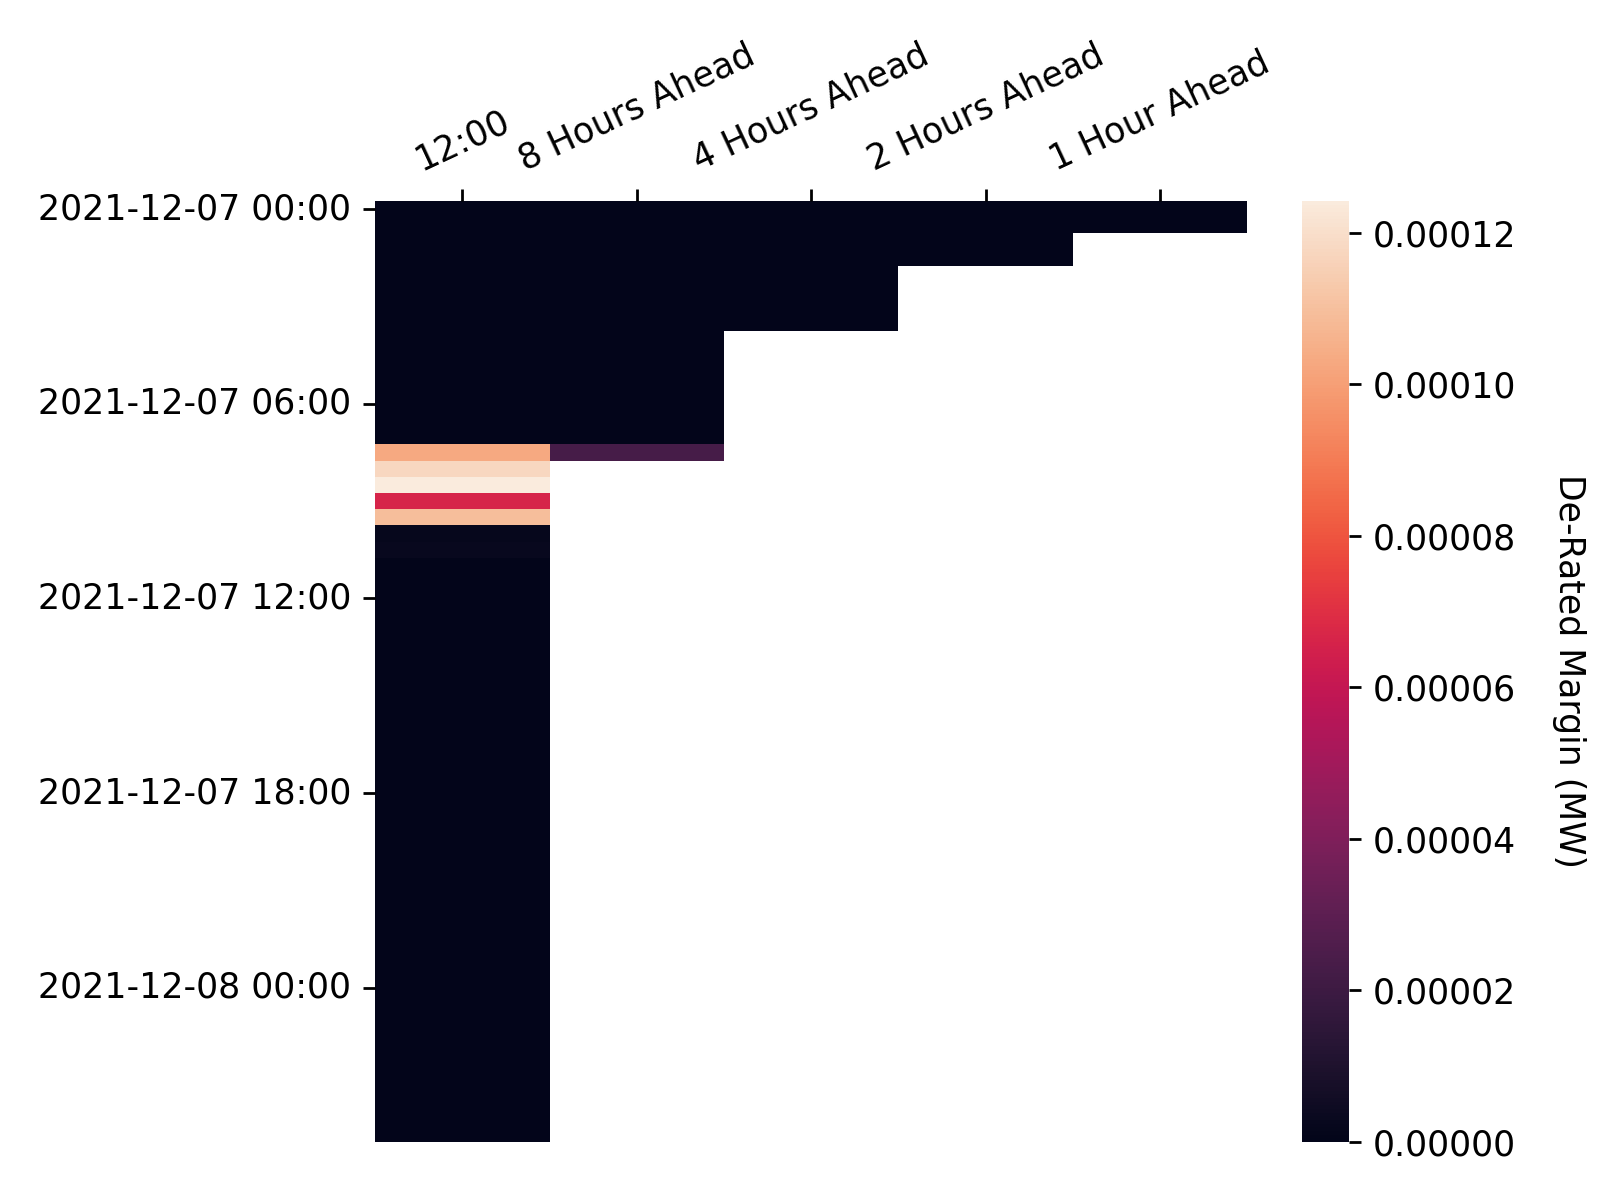 12:00
8 Hours Ahead
4 Hours Ahead
2 Hours Ahead
1 Hour Ahead
2021-12-07 00:00
2021-12-07 06:00
2021-12-07 12:00
2021-12-07 18:00
2021-12-08 00:00
0.00012
0.00010
0.00008
0.00006
0.00004
0.00002
0.00000
De-Rated Margin (MW)